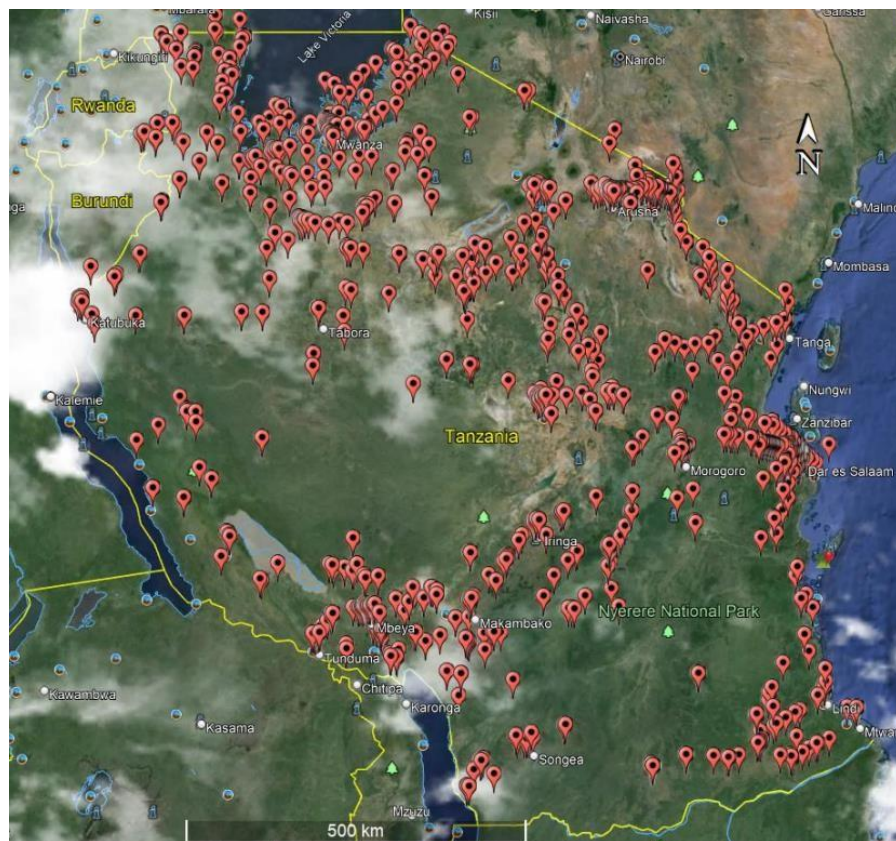 Mbarara
Kisii
Naivasha
Garissa
Kikungiri
Lake Victoria
Nairobi
Rwanda
Mwanza
N
Burundi
Arusha
Malind
Mombasa
Katubuka
Tabora
Tanga
Kalemie
Nungwi
Zanzibar
Tanzania
Morogoro
Dar es Salaam
Iringa
Nyerere National Park
Mbeya
Makambako
Tunduma
Chitipa
Kawambwa
Karonga
Lindi
Kasama
Mtwa
Songea
Mzuzu
500 km